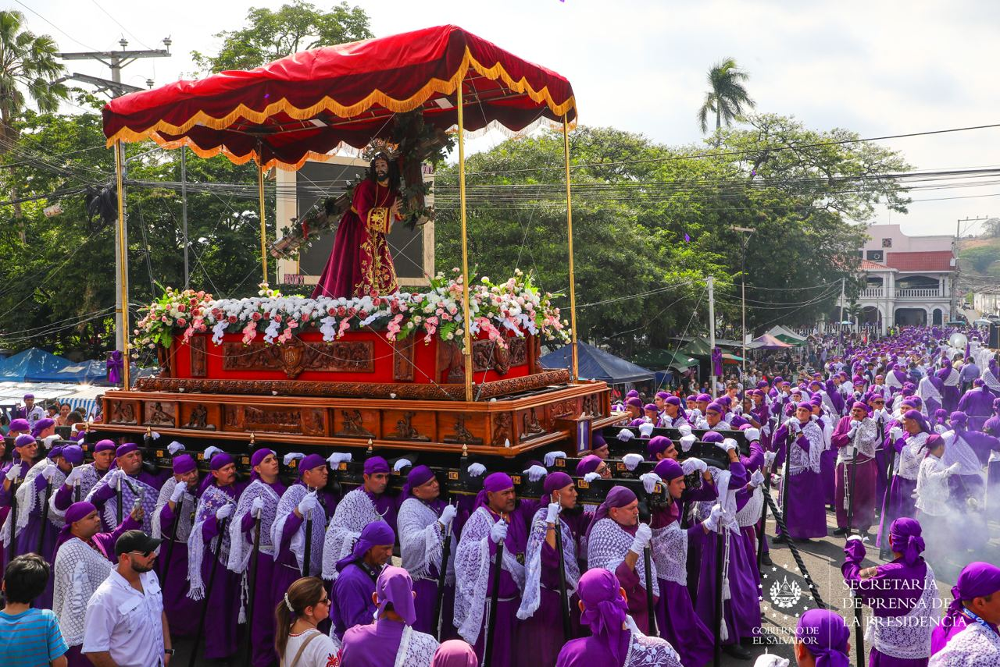 GOBIERNO DE
EL SALVADOR
SECRETARÍA
DE PRENSA DE
LA PRESIDENCIA